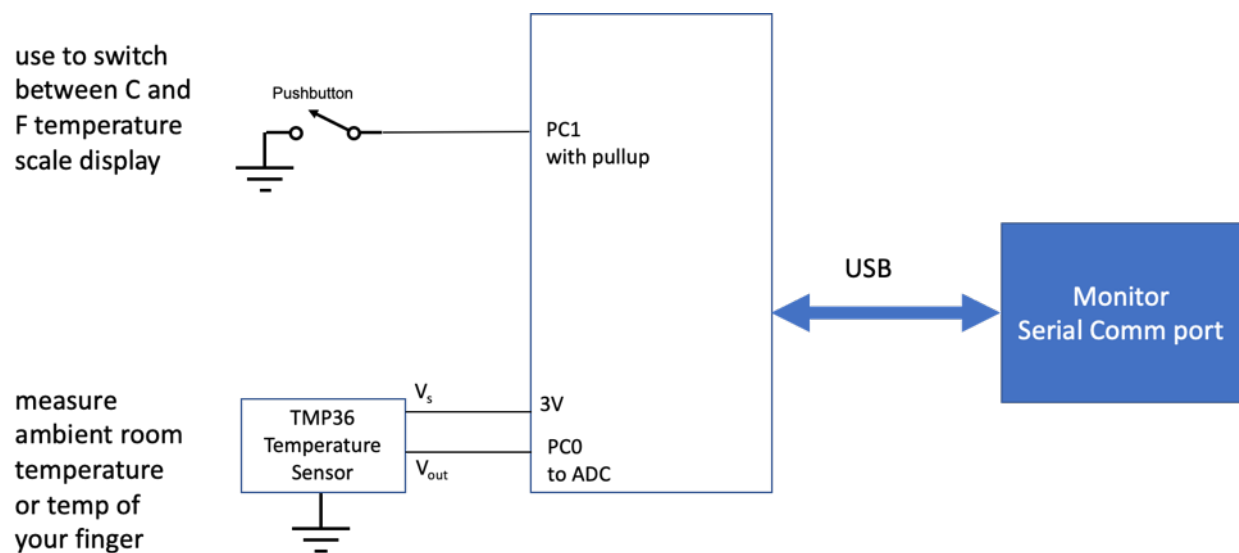 use to switch
between C and
F temperature
scale display
Pushbutton
PC1
with pullup
USB
Monitor
Serial Comm port
measure
ambient room
temperature
or temp of
your finger
TMP36
Temperature
Sensor
Vs
Vout
3V
PC0
to ADC